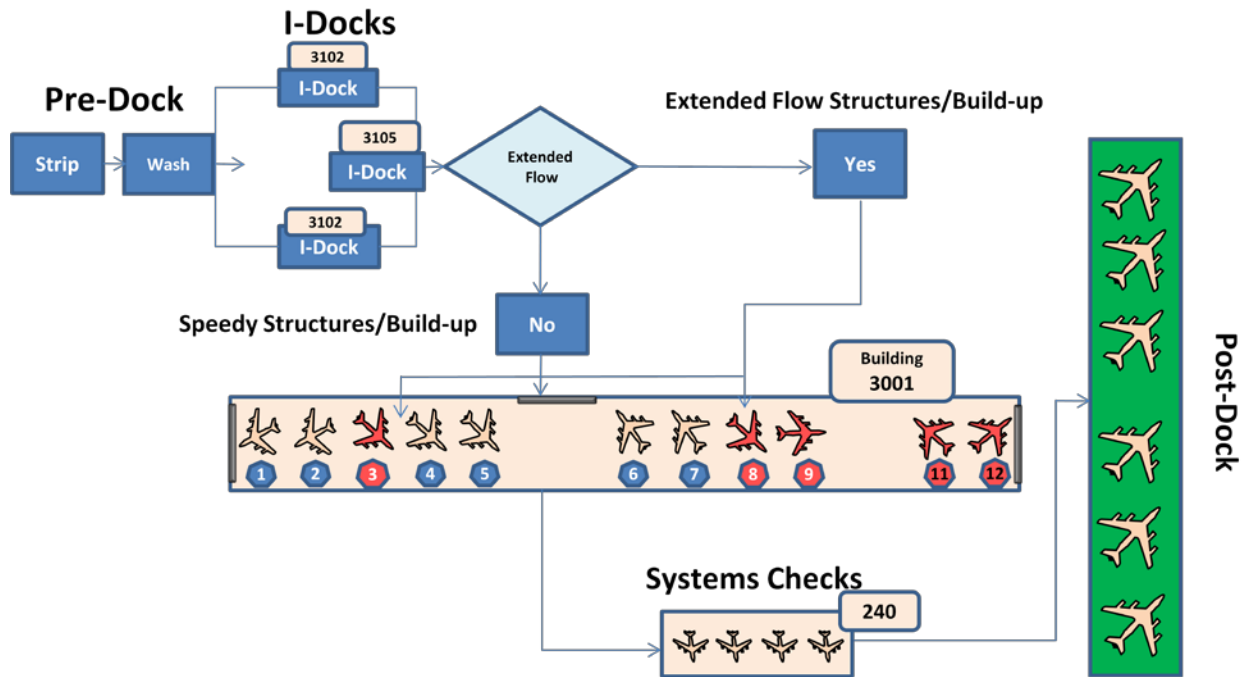 I-Docks
3102
I-Dock
Pre-Dock
Strip
Wash
3105
I-Dock
3102
I-Dock
Extended
Flow
Extended Flow Structures/Build-up
Yes
Speedy Structures/Build-up
No
Building
3001
1 2 3 4 5 6 7 8 9 11 12
Systems Checks
240
Post-Dock